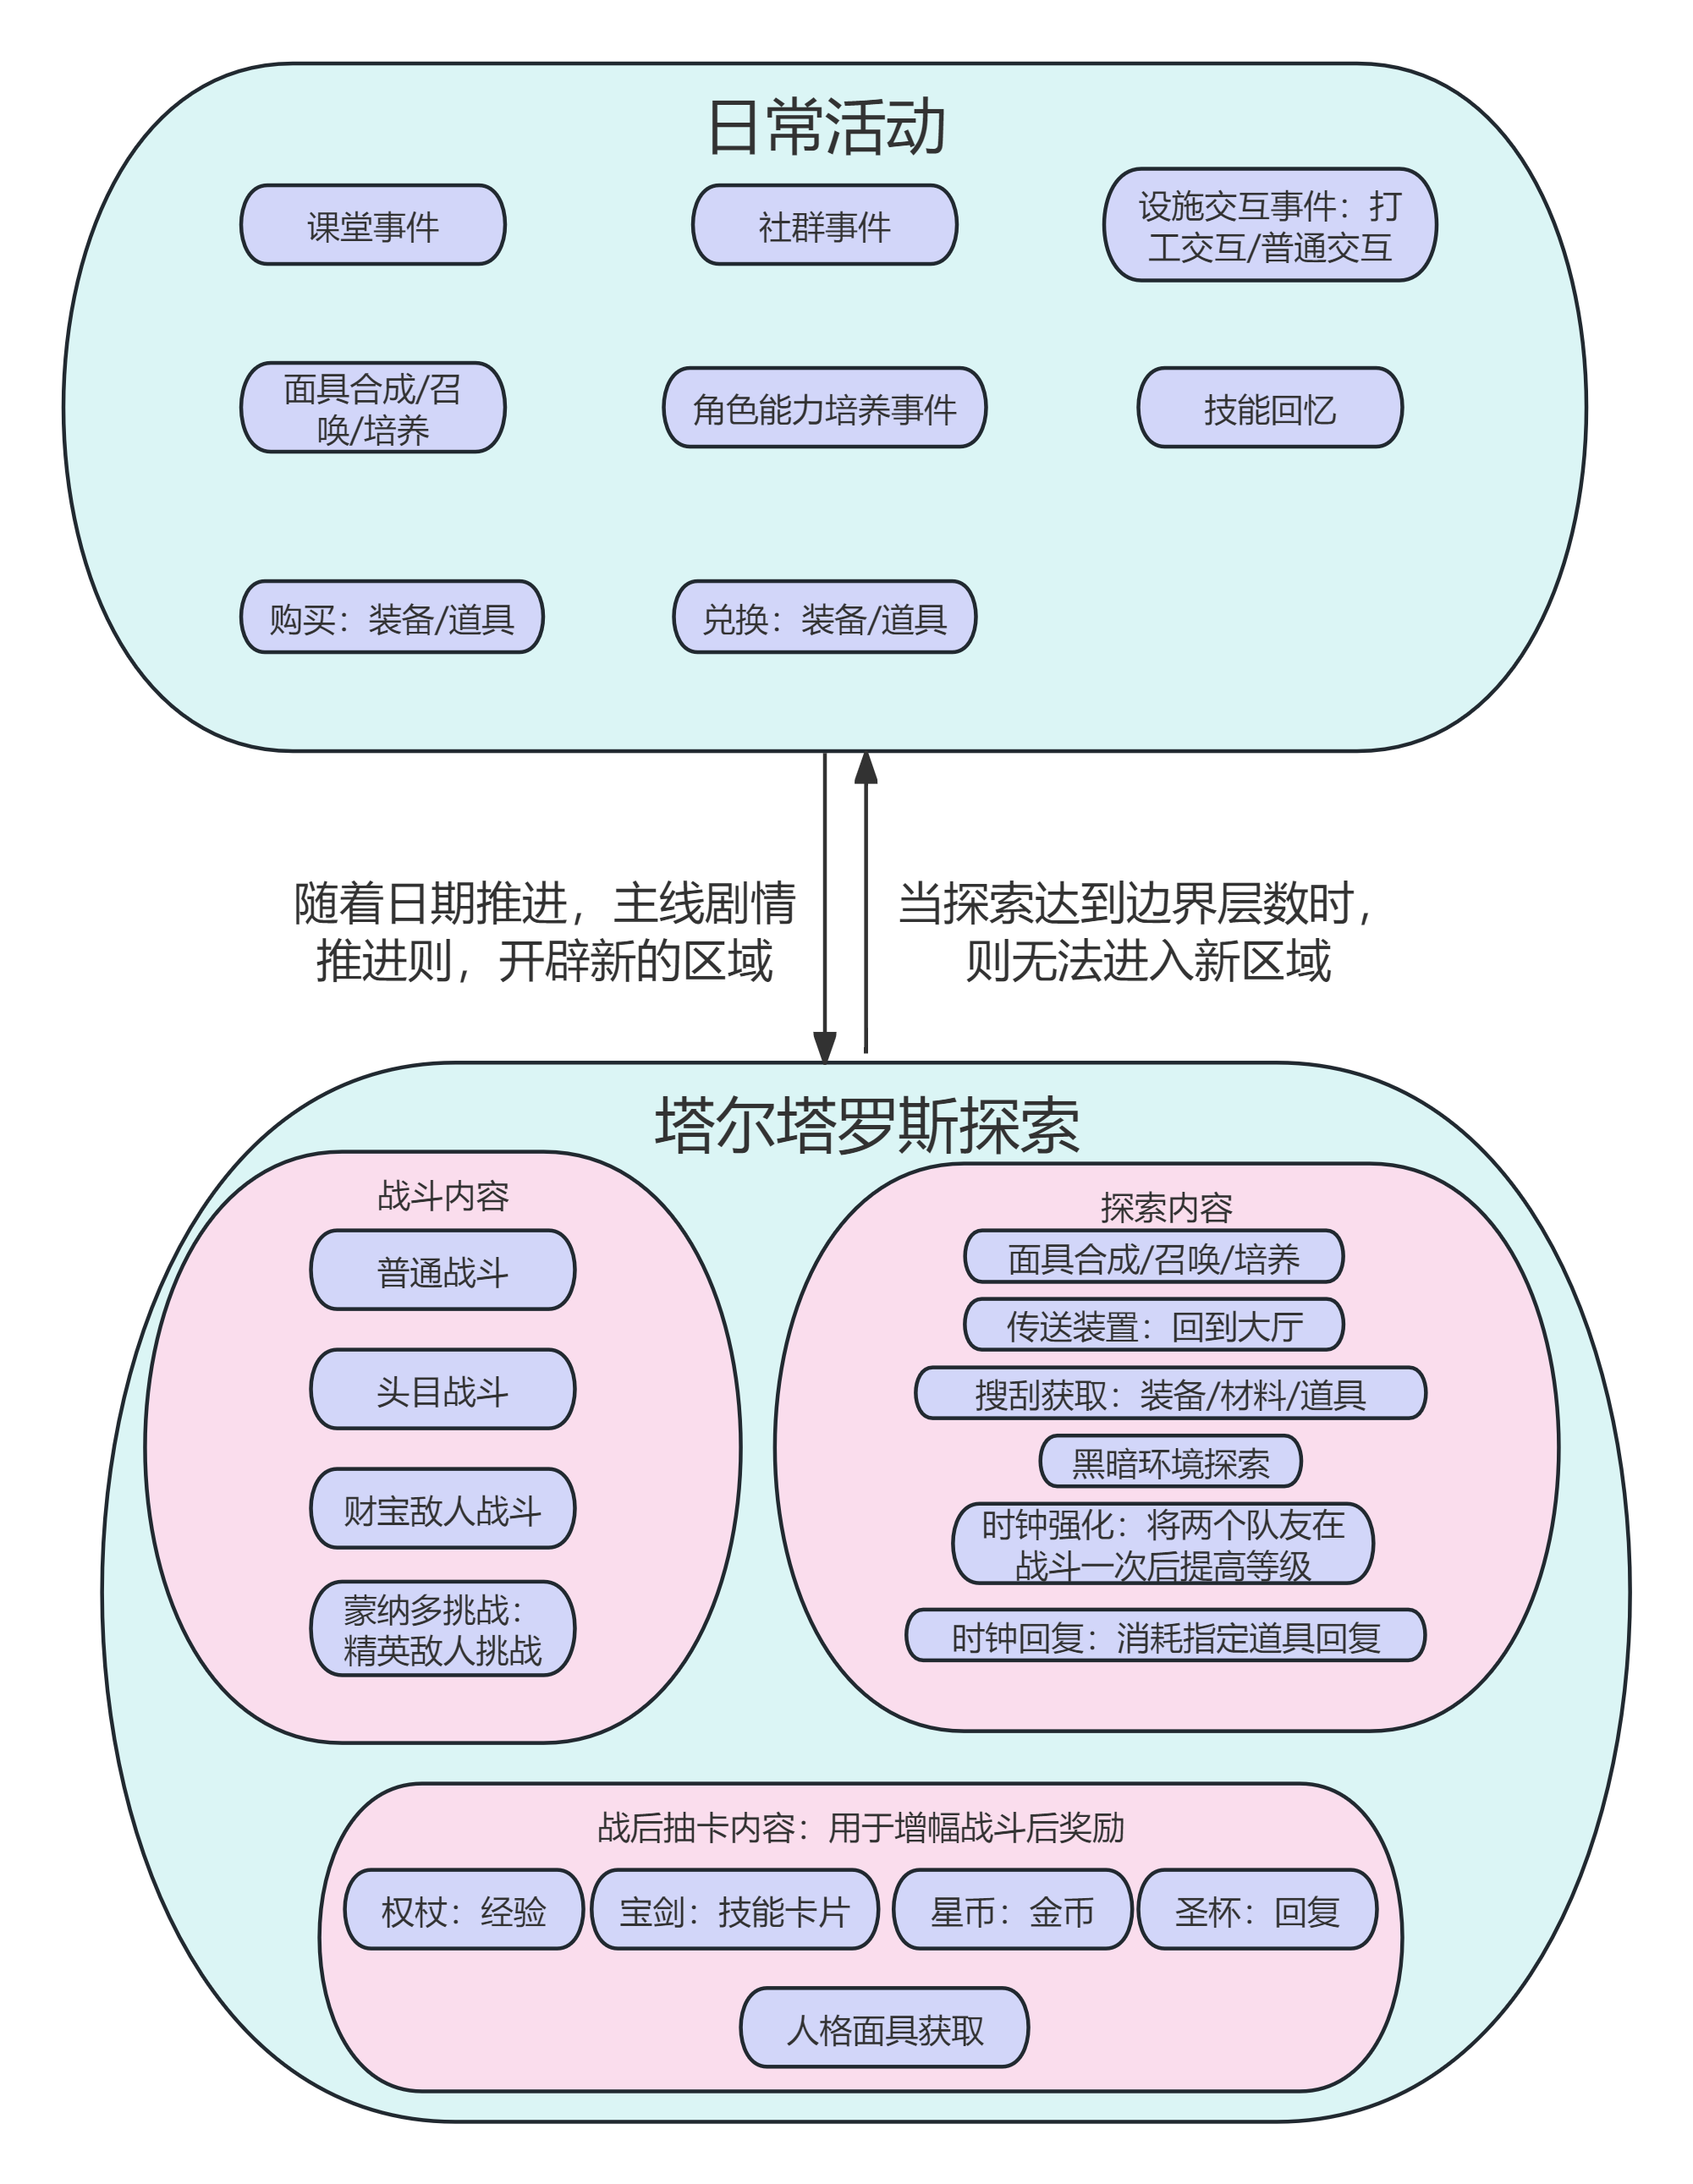 日常活动
课堂事件
社群事件
设施交互事件：打
工交互/普通交互
面具合成/召
唤/培养
角色能力培养事件
技能回忆
购买：装备/道具
兑换：装备/道具
随着日期推进，主线剧情
推进则，开辟新的区域
当探索达到边界层数时，
则无法进入新区域
塔尔塔罗斯探索
战斗内容
普通战斗
头目战斗
财宝敌人战斗
蒙纳多挑战：
精英敌人挑战
探索内容
面具合成/召唤/培养
传送装置：回到大厅
搜刮获取：装备/材料/道具
黑暗环境探索
时钟强化：将两个队友在
战斗一次后提高等级
时钟回复：消耗指定道具回复
战后抽卡内容：用于增幅战斗后奖励
权杖：经验
宝剑：技能卡片
星币：金币
圣杯：回复
人格面具获取